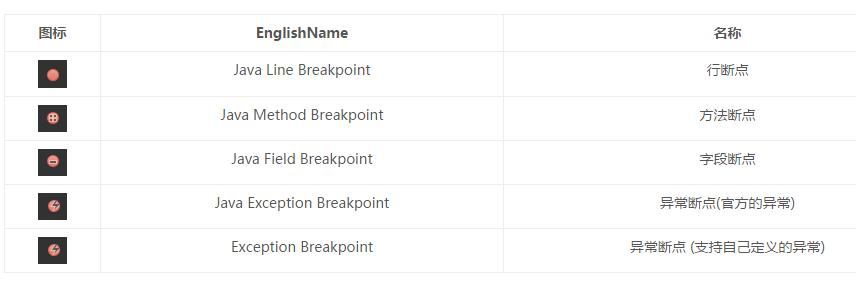 图标 EnglishName 名称
Java Line Breakpoint 行断点
Java Method Breakpoint 方法断点
Java Field Breakpoint 字段断点
Java Exception Breakpoint 异常断点(官方的异常)
Exception Breakpoint 异常断点 (支持自己定义的异常)